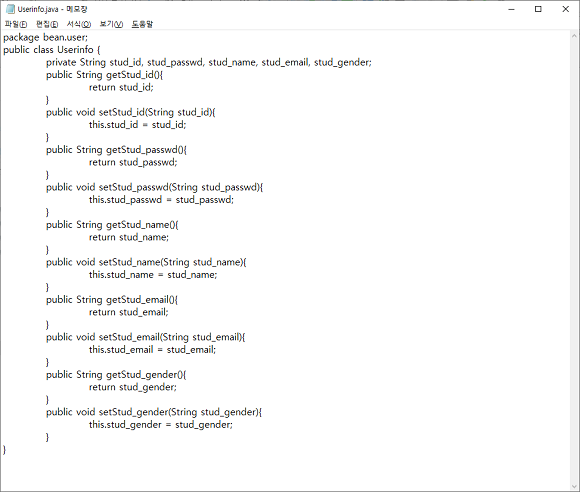 Userinfo.java - 메모장
파일(F) 편집(E) 서식(O) 보기(V) 도움말
package bean.user;
public class Userinfo {
private String stud_id, stud_passwd, stud_name, stud_email, stud_gender;
public String getStud_id(){
return stud_id;
}
public void setStud_id(String stud_id){
this.stud_id = stud_id;
}
public String getStud_passwd(){
return stud_passwd;
}
public void setStud_passwd(String stud_passwd){
this.stud_passwd = stud_passwd;
}
public String getStud_name(){
return stud_name;
}
public void setStud_name(String stud_name){
this.stud_name = stud_name;
}
public String getStud_email(){
return stud_email;
}
public void setStud_email(String stud_email){
this.stud_email = stud_email;
}
public String getStud_gender(){
return stud_gender;
}
public void setStud_gender(String stud_gender){
this.stud_gender = stud_gender;
}
}